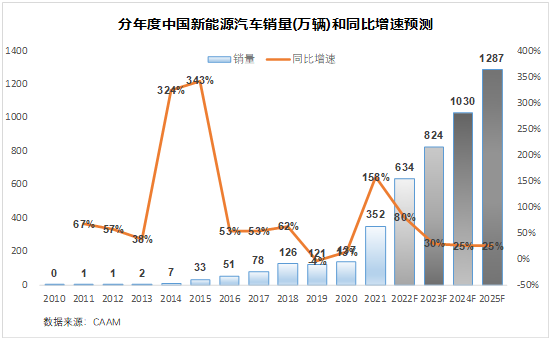 分年度中国新能源汽车销量(万辆)和同比增速预测
销量 同比增速
1400 1200 1000 800 600 400 200 0
400% 350% 300% 250% 200% 150% 100% 50% 0% -50%
0 1 1 2 7 33 51 78 126 121 137 352 634 824 1030 1287
67% 57% 38% 324% 343% 53% 53% 62% 13% 158% 80% 30% 25% 25%
2010 2011 2012 2013 2014 2015 2016 2017 2018 2019 2020 2021 2022F 2023F 2024F 2025F
数据来源：CAAM